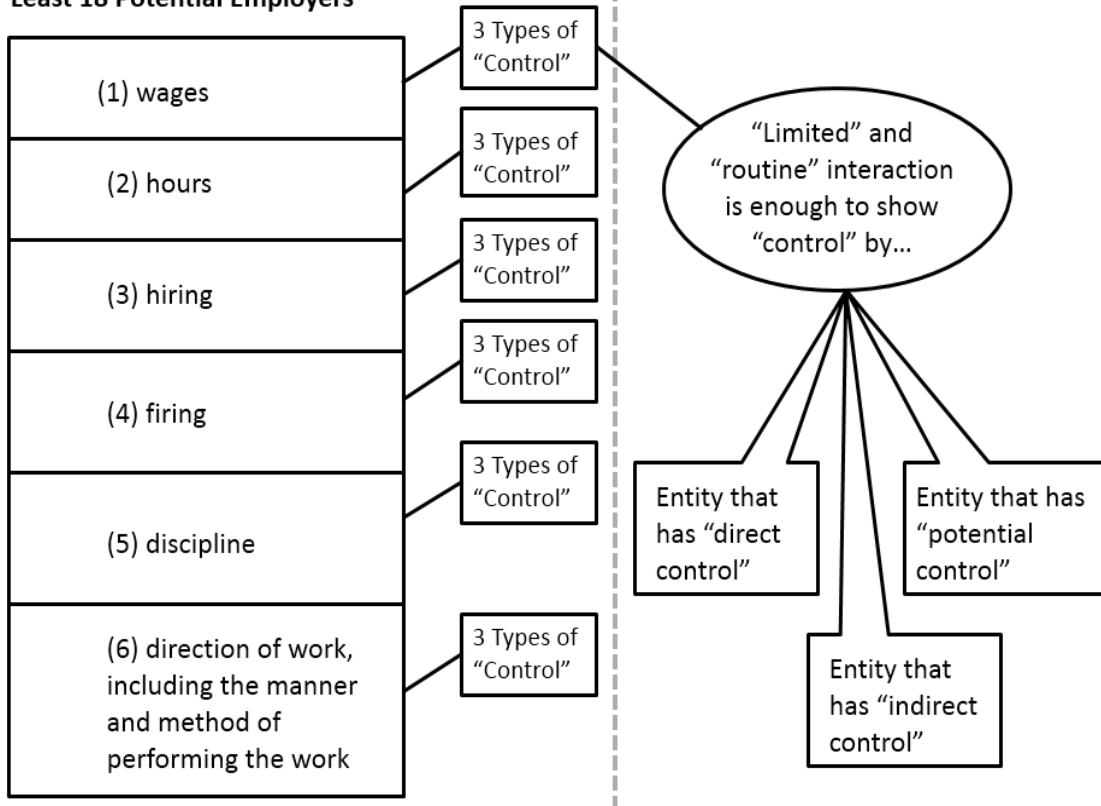 Least 18 Potential Employers
(1) wages
(2) hours
(3) hiring
(4) firing
(5) discipline
(6) direction of work,
including the manner
and method of
performing the work
3 Types of
“Control”
3 Types of
“Control”
3 Types of
“Control”
3 Types of
“Control”
3 Types of
“Control”
3 Types of
“Control”
“Limited” and
“routine” interaction
is enough to show
“control” by...
Entity that
has “direct
control”
Entity that has
“potential
control”
Entity that
has “indirect
control”